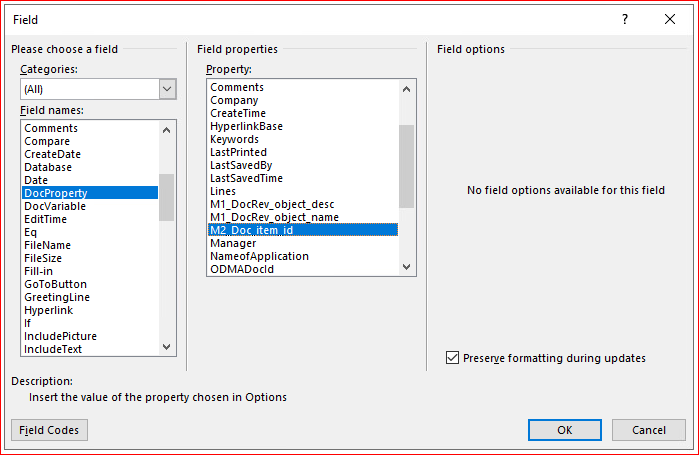 Field
?
Please choose a field
Categories:
(All)
Field names:
Comments
Compare
CreateDate
Database
Date
DocProperty
DocVariable
EditTime
Eq
FileName
FileSize
Fill-in
GoToButton
GreetingLine
Hyperlink
If
IncludePicture
IncludeText
Field properties
Property:
Comments
Company
CreateTime
HyperlinkBase
Keywords
LastPrinted
LastSavedBy
LastSavedTime
Lines
M1_DocRev_object_desc
M1_DocRev_object_name
M2_Doc_item_id
Manager
NameofApplication
ODMADocId
Field options
No field options available for this field
Preserve formatting during updates
Description:
Insert the value of the property chosen in Options
Field Codes
OK
Cancel